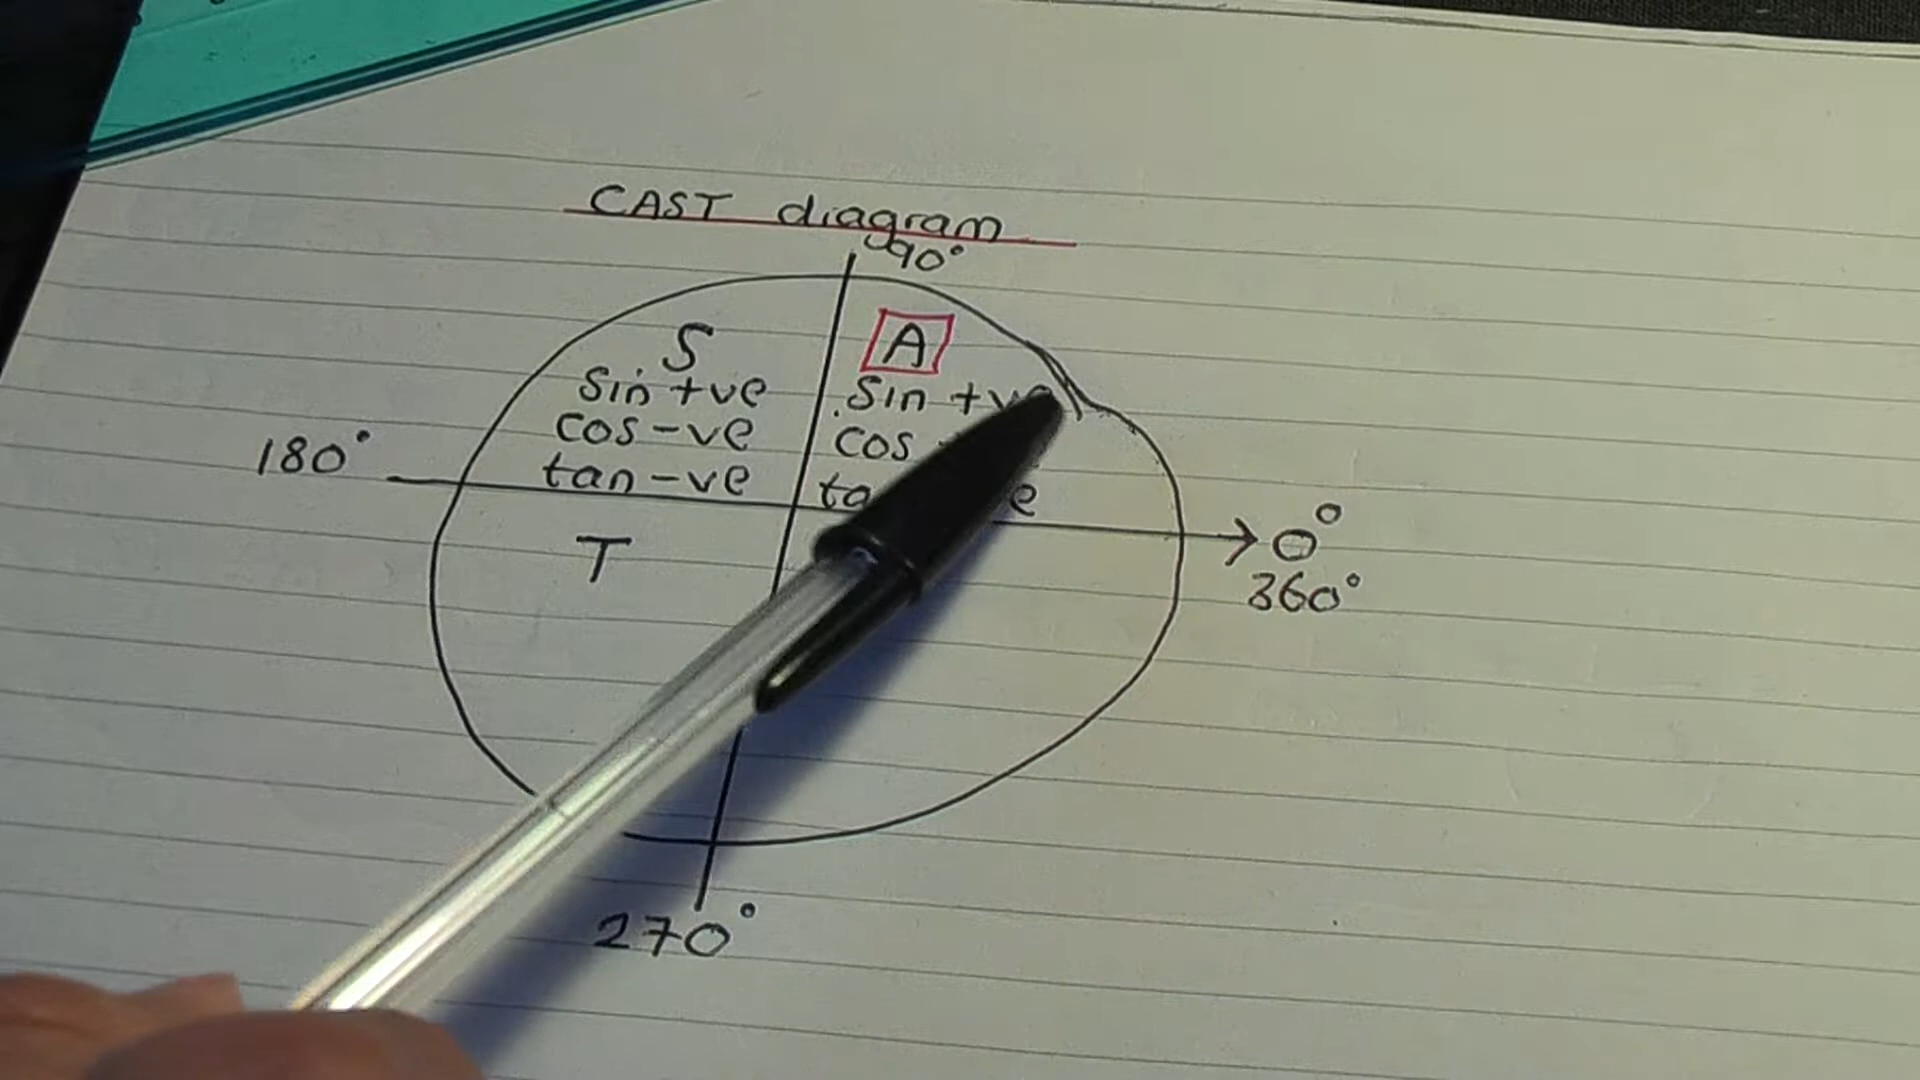 CAST diagram
90°
S
A
Sin +ve
Sin
cos -ve
cos
tan -ve
180°
T
0°
360°
270°